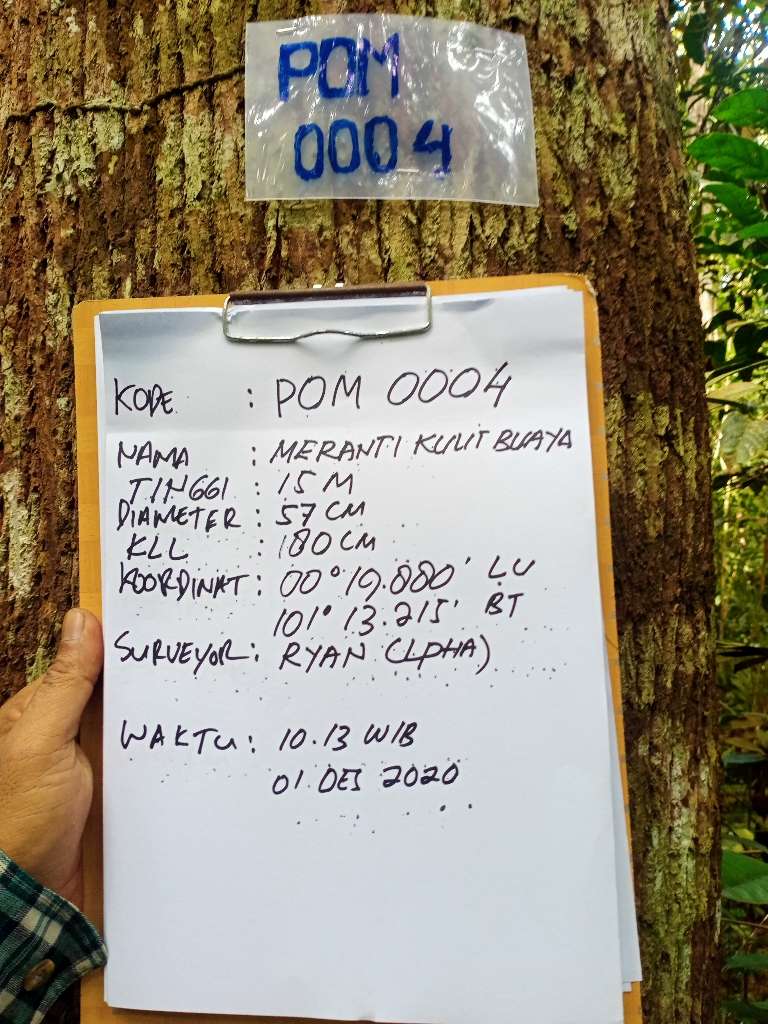 POM
0004
KODE : POM 0004
NAMA : MERANTI KULIT BUAYA
TINGGI : 15 M
DIAMETER : 57 CM
KLL : 180 CM
KOORDINAT : 00° 19.880' LU
101° 13.215' BT
SURVEYOR : RYAN (LPHA)
WAKTU : 10.13 WIB
01 DES 2020